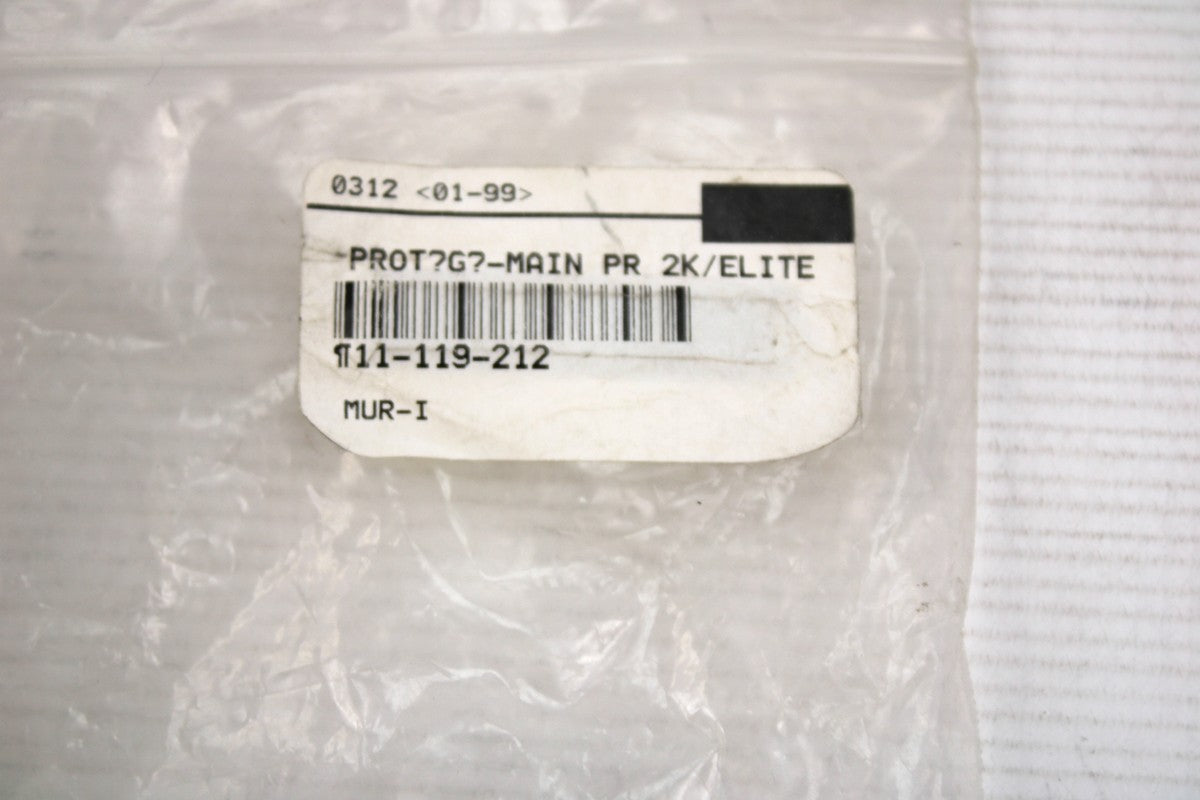 0312 <01-99>
PROT?G?-MAIN PR 2K/ELITE
¶11-119-212
MUR-I